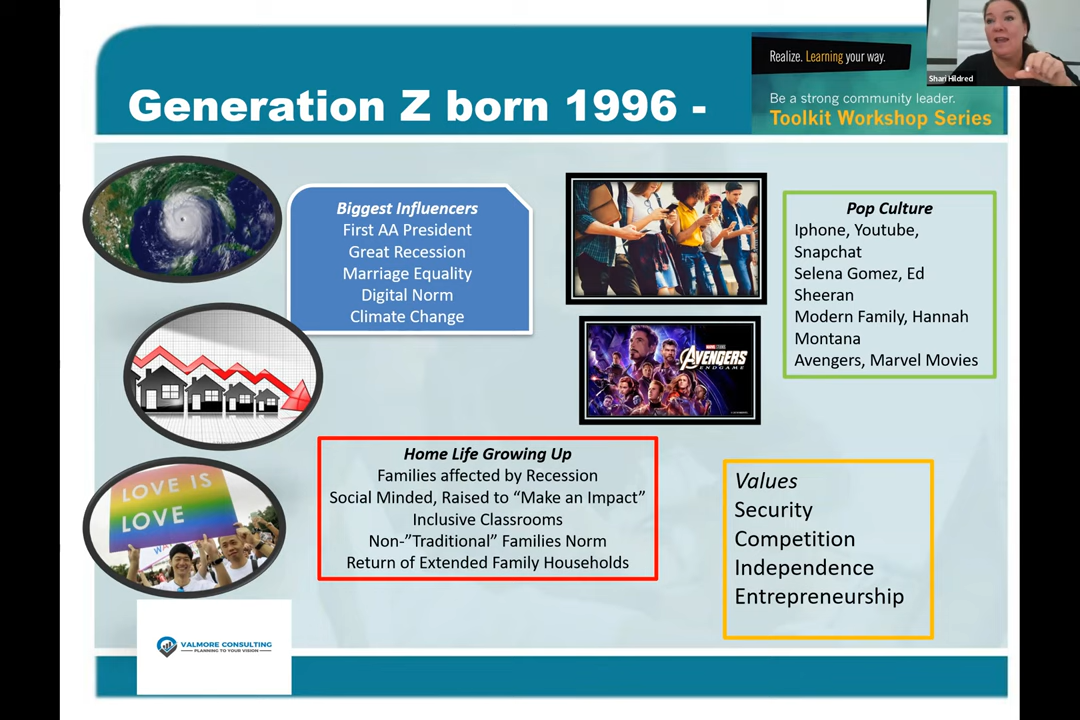 Generation Z born 1996 -
Realize. Learning your way.
Be a strong community leader.
Toolkit Workshop Series
Shari Hildred
Biggest Influencers
First AA President
Great Recession
Marriage Equality
Digital Norm
Climate Change
Pop Culture
Iphone, Youtube,
Snapchat
Selena Gomez, Ed
Sheeran
Modern Family, Hannah
Montana
Avengers, Marvel Movies
MARVEL STUDIOS
AVENGERS
ENDGAME
LOVE IS
LOVE
Home Life Growing Up
Families affected by Recession
Social Minded, Raised to “Make an Impact”
Inclusive Classrooms
Non-”Traditional” Families Norm
Return of Extended Family Households
Values
Security
Competition
Independence
Entrepreneurship
VALMORE CONSULTING
PLANNING TO YOUR VISION